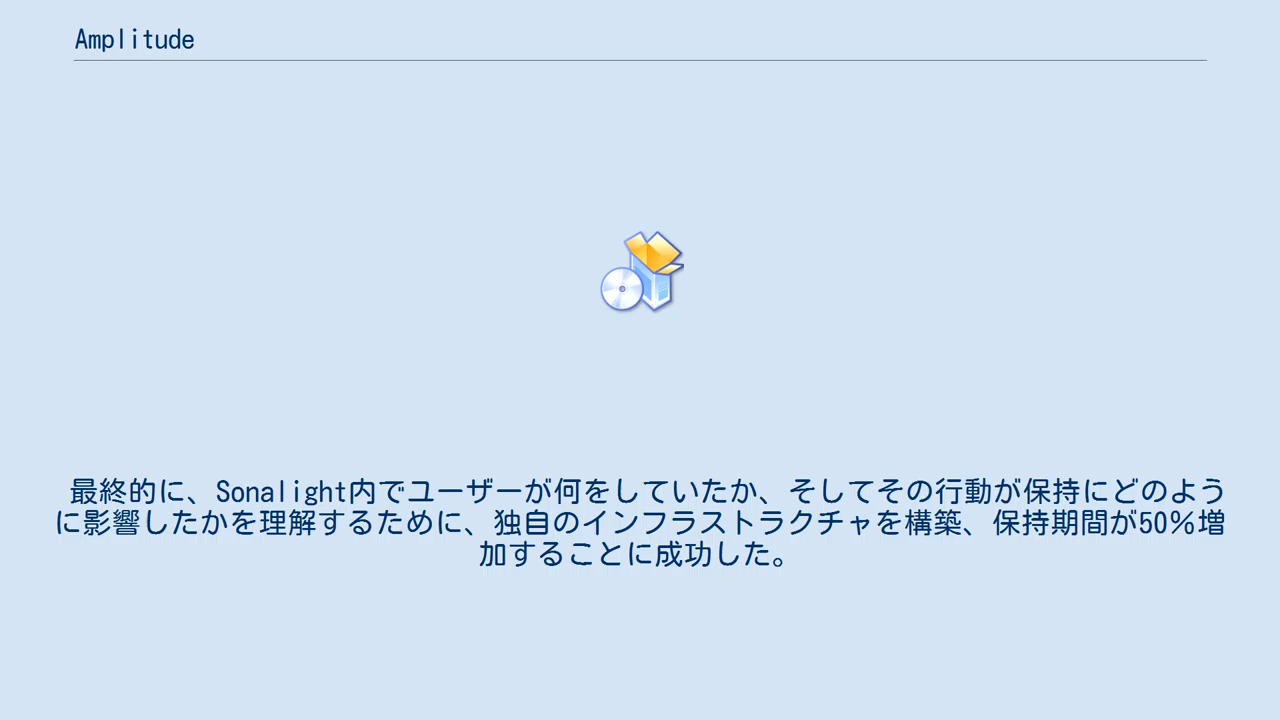 Amplitude
最終的に、Sonalight内でユーザーが何をしていたか、そしてその行動が保持にどのよう
に影響したかを理解するために、独自のインフラストラクチャを構築、保持期間が50％増
加することに成功した。